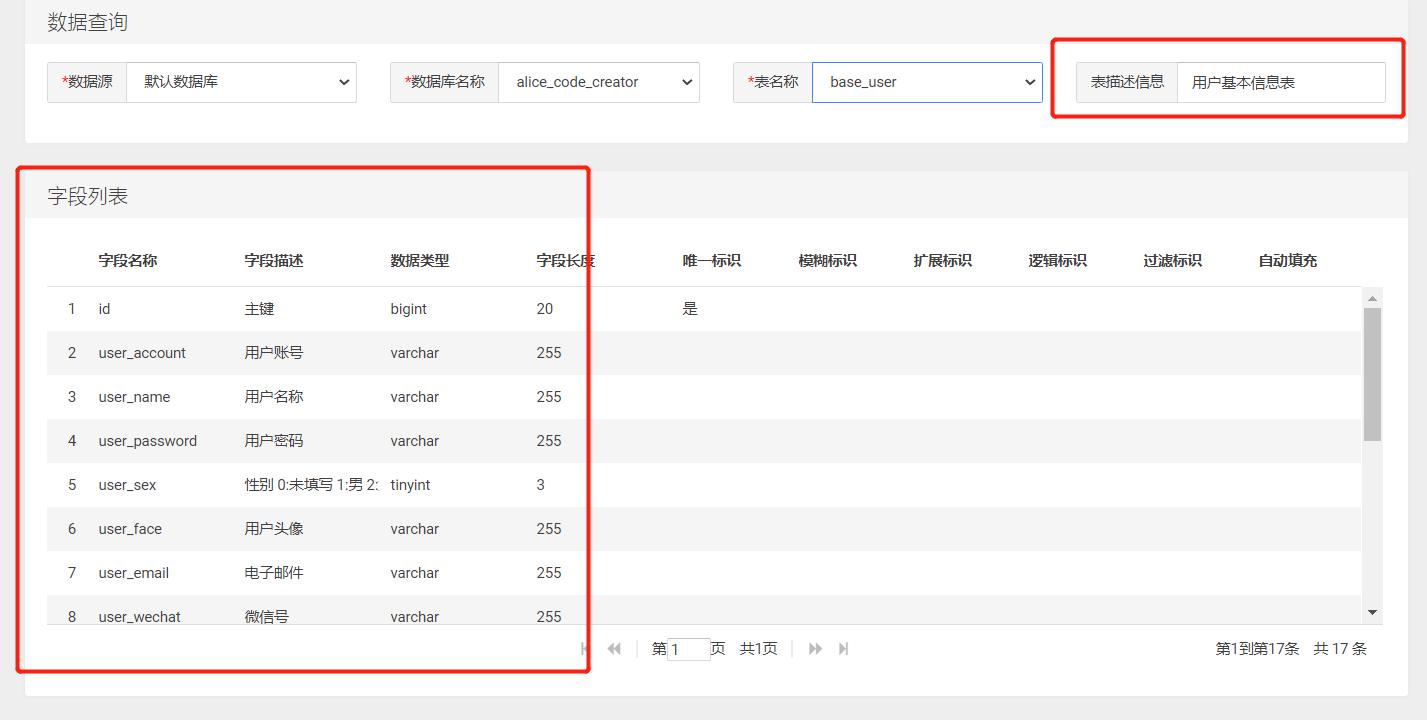 数据查询
*数据源 默认数据库 *数据库名称 alice_code_creator *表名称 base_user 表描述信息 用户基本信息表
字段列表
字段名称 字段描述 数据类型 字段长度 唯一标识 模糊标识 扩展标识 逻辑标识 过滤标识 自动填充
1 id 主键 bigint 20 是
2 user_account 用户账号 varchar 255
3 user_name 用户名称 varchar 255
4 user_password 用户密码 varchar 255
5 user_sex 性别 0:未填写 1:男 2: tinyint 3
6 user_face 用户头像 varchar 255
7 user_email 电子邮件 varchar 255
8 user_wechat 微信号 varchar 255
第 1 页 共1页 第1到第17条 共 17 条